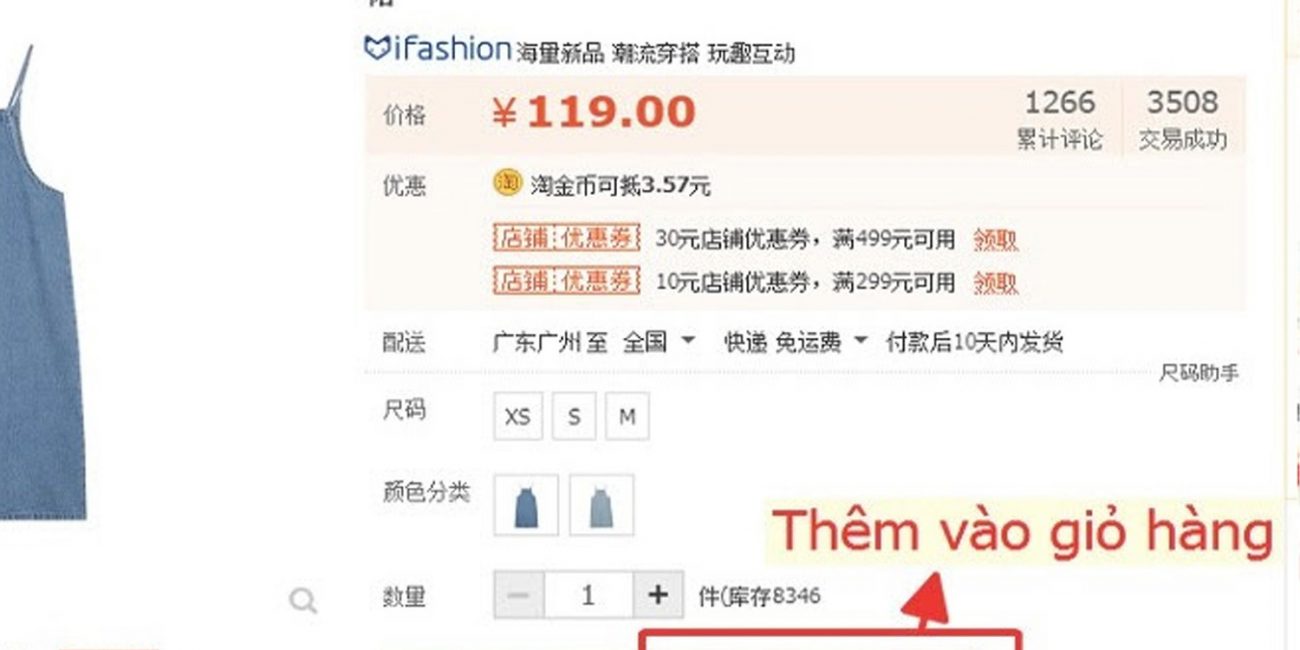 ifashion 海量新品 潮流穿搭 玩趣互动
价格 ¥119.00 1266 3508
累计评论 交易成功
优惠 淘 淘金币可抵3.57元
店铺优惠券 30元店铺优惠券，满499元可用 领取
店铺优惠券 10元店铺优惠券，满299元可用 领取
配送 广东广州 至 全国 快递 免运费 付款后10天内发货
尺码助手
尺码 XS S M
颜色分类
Thêm vào giỏ hàng
数量 - 1 + 件(库存8346